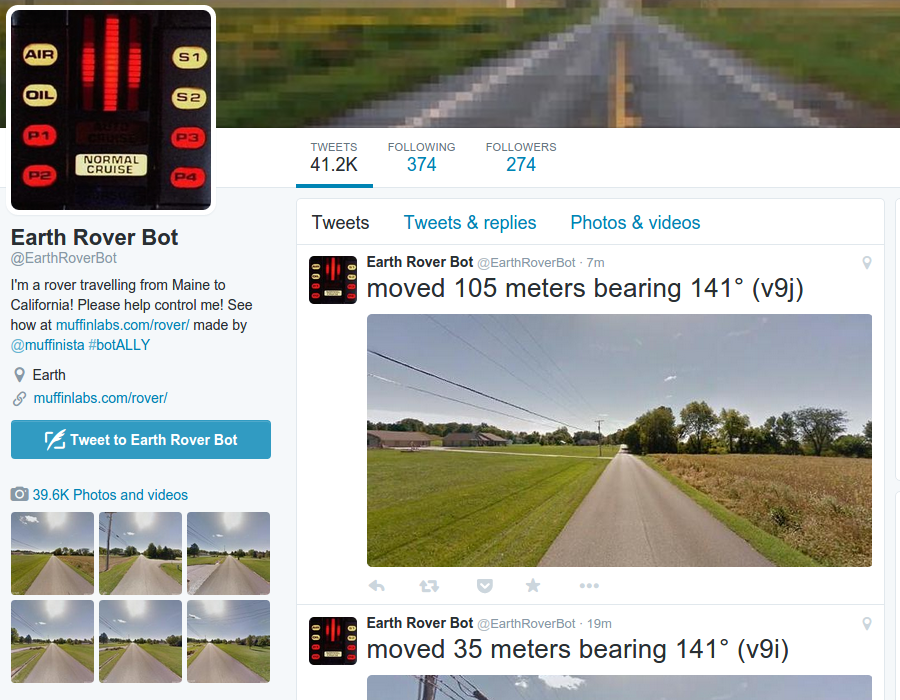 AIR
OIL
P1
P2
AUTO CRUISE
NORMAL CRUISE
S1
S2
P3
P4
TWEETS
41.2K
FOLLOWING
374
FOLLOWERS
274
Earth Rover Bot
@EarthRoverBot
I'm a rover travelling from Maine to
California! Please help control me! See
how at muffinlabs.com/rover/ made by
@muffinista #botALLY
Earth
muffinlabs.com/rover/
Tweet to Earth Rover Bot
39.6K Photos and videos
Tweets Tweets & replies Photos & videos
Earth Rover Bot @EarthRoverBot · 7m
moved 105 meters bearing 141° (v9j)
Earth Rover Bot @EarthRoverBot · 19m
moved 35 meters bearing 141° (v9i)